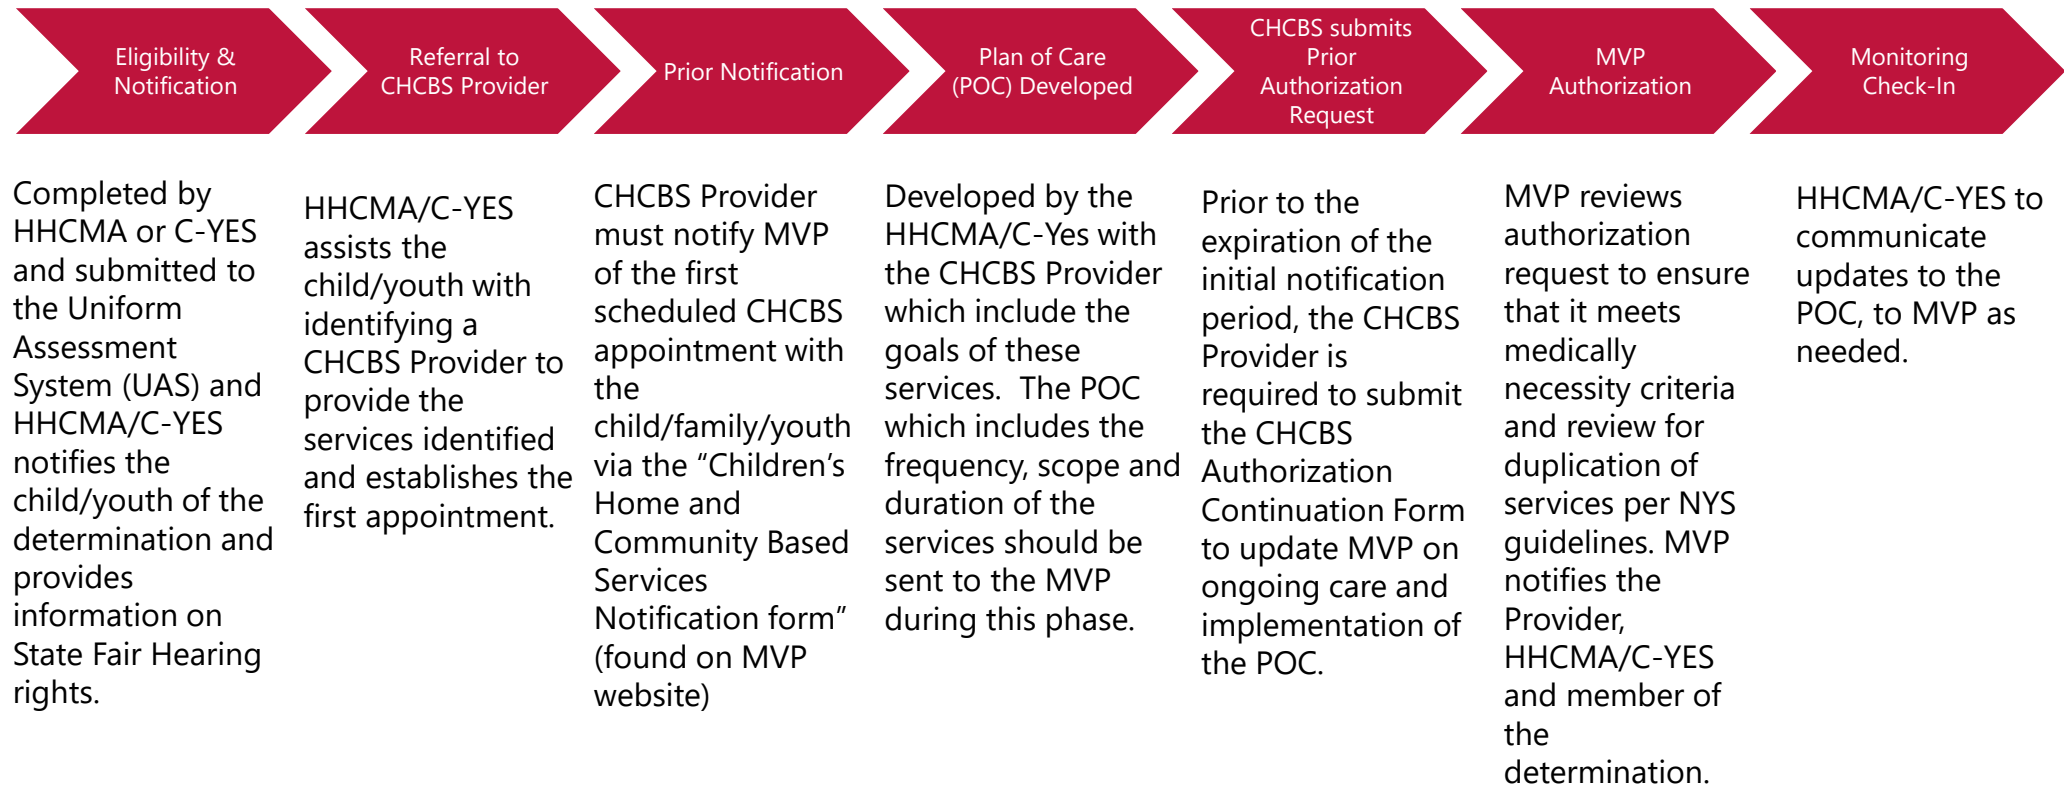 Eligibility &
Notification
Referral to
CHCBS Provider
Prior Notification
Plan of Care
(POC) Developed
CHCBS submits
Prior
Authorization
Request
MVP
Authorization
Monitoring
Check-In
Completed by
HHCMA or C-YES
and submitted to
the Uniform
Assessment
System (UAS) and
HHCMA/C-YES
notifies the
child/youth of the
determination and
provides
information on
State Fair Hearing
rights.
HHCMA/C-YES
assists the
child/youth with
identifying a
CHCBS Provider to
provide the
services identified
and establishes the
first appointment.
CHCBS Provider
must notify MVP
of the first
scheduled CHCBS
appointment with
the
child/family/youth
via the “Children’s
Home and
Community Based
Services
Notification form”
(found on MVP
website)
Developed by the
HHCMA/C-Yes with
the CHCBS Provider
which include the
goals of these
services.  The POC
which includes the
frequency, scope and
duration of the
services should be
sent to the MVP
during this phase.
Prior to the
expiration of the
initial notification
period, the CHCBS
Provider is
required to submit
the CHCBS
Authorization
Continuation Form
to update MVP on
ongoing care and
implementation of
the POC.
MVP reviews
authorization
request to ensure
that it meets
medically
necessity criteria
and review for
duplication of
services per NYS
guidelines. MVP
notifies the
Provider,
HHCMA/C-YES
and member of
the
determination.
HHCMA/C-YES to
communicate
updates to the
POC, to MVP as
needed.